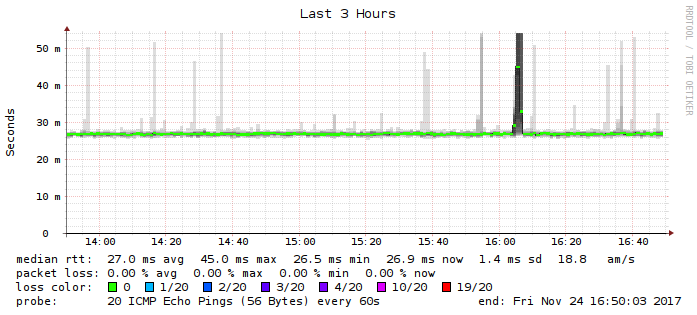 Last 3 Hours
RRDTOOL / TOBI OETIKER
Seconds
50 m
40 m
30 m
20 m
10 m
0
14:00 14:20 14:40 15:00 15:20 15:40 16:00 16:20 16:40
median rtt: 27.0 ms avg 45.0 ms max 26.5 ms min 26.9 ms now 1.4 ms sd 18.8 am/s
packet loss: 0.00 % avg 0.00 % max 0.00 % min 0.00 % now
loss color: 0 1/20 2/20 3/20 4/20 10/20 19/20
probe: 20 ICMP Echo Pings (56 Bytes) every 60s end: Fri Nov 24 16:50:03 2017